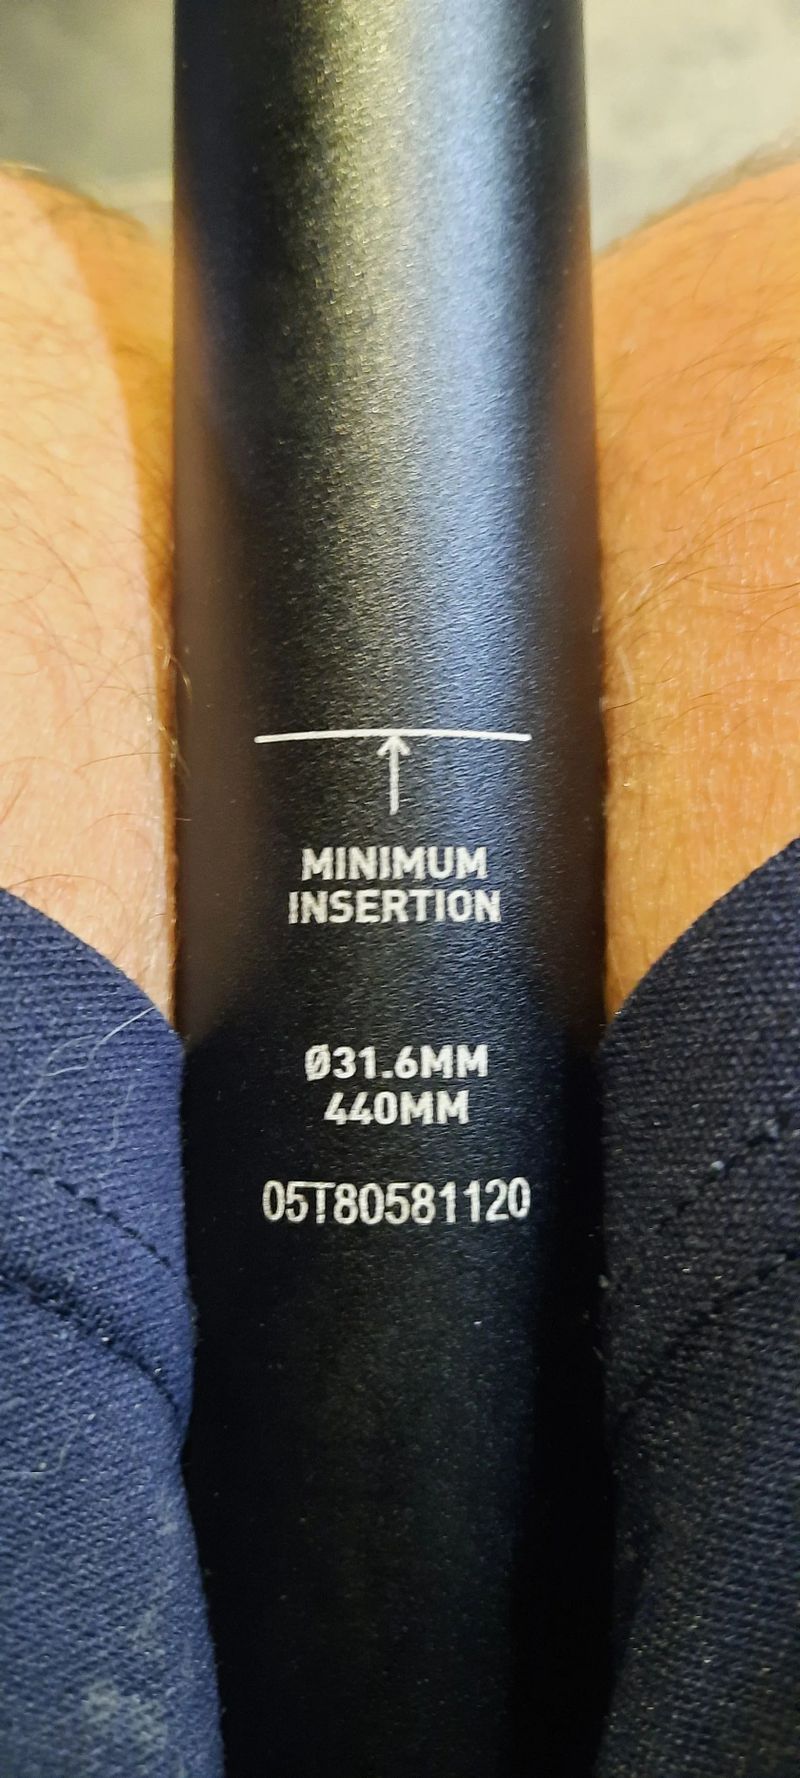 MINIMUM
INSERTION
Ø31.6MM
440MM
05T80581120